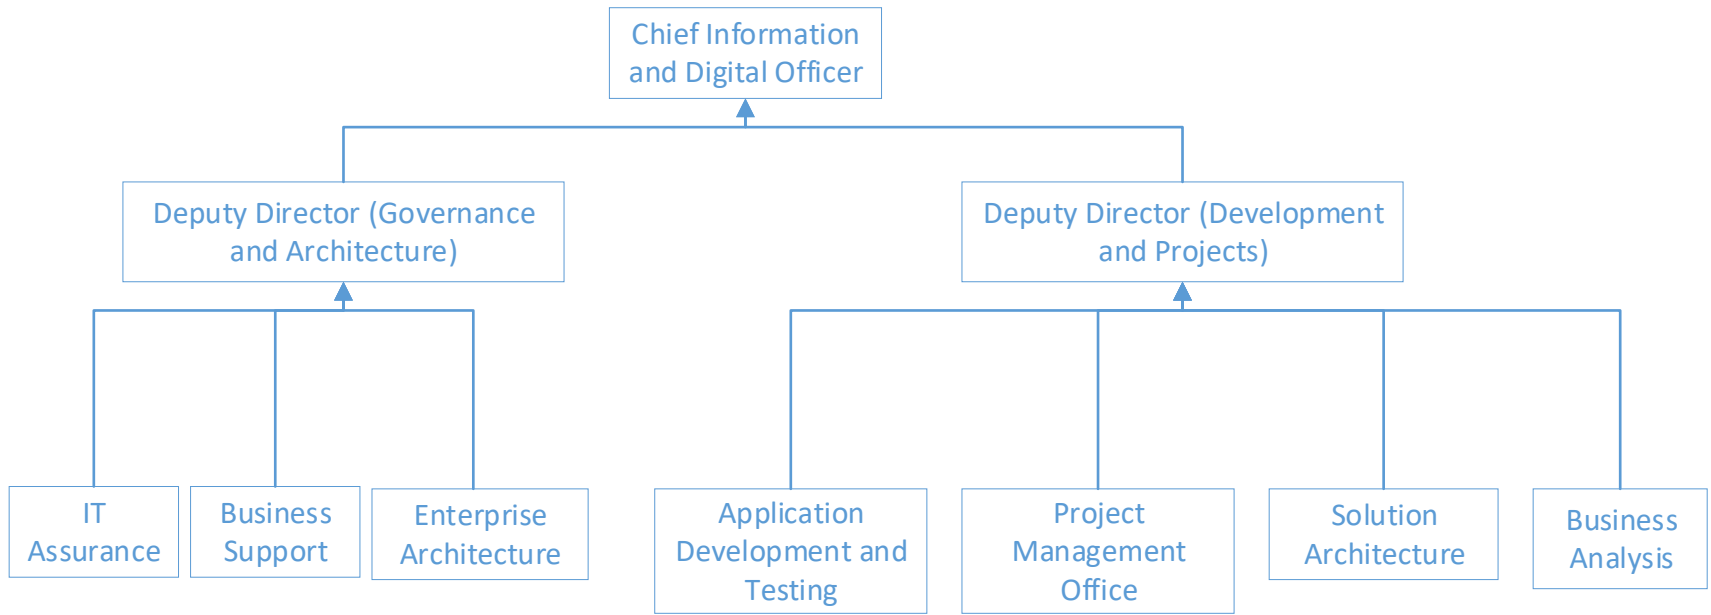 Chief Information
and Digital Officer
Deputy Director (Governance
and Architecture)
Deputy Director (Development
and Projects)
IT
Assurance
Business
Support
Enterprise
Architecture
Application
Development and
Testing
Project
Management
Office
Solution
Architecture
Business
Analysis